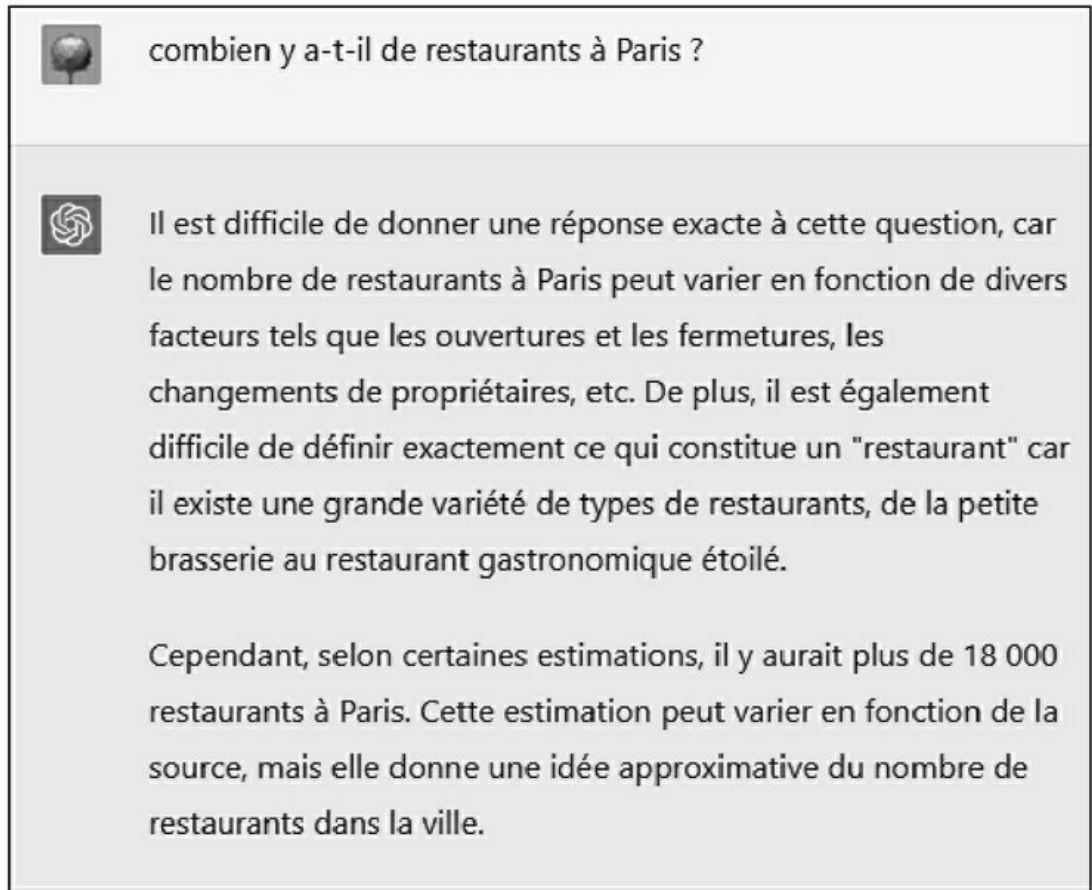 combien y a-t-il de restaurants à Paris ?
Il est difficile de donner une réponse exacte à cette question, car
le nombre de restaurants à Paris peut varier en fonction de divers
facteurs tels que les ouvertures et les fermetures, les
changements de propriétaires, etc. De plus, il est également
difficile de définir exactement ce qui constitue un "restaurant" car
il existe une grande variété de types de restaurants, de la petite
brasserie au restaurant gastronomique étoilé.
Cependant, selon certaines estimations, il y aurait plus de 18 000
restaurants à Paris. Cette estimation peut varier en fonction de la
source, mais elle donne une idée approximative du nombre de
restaurants dans la ville.